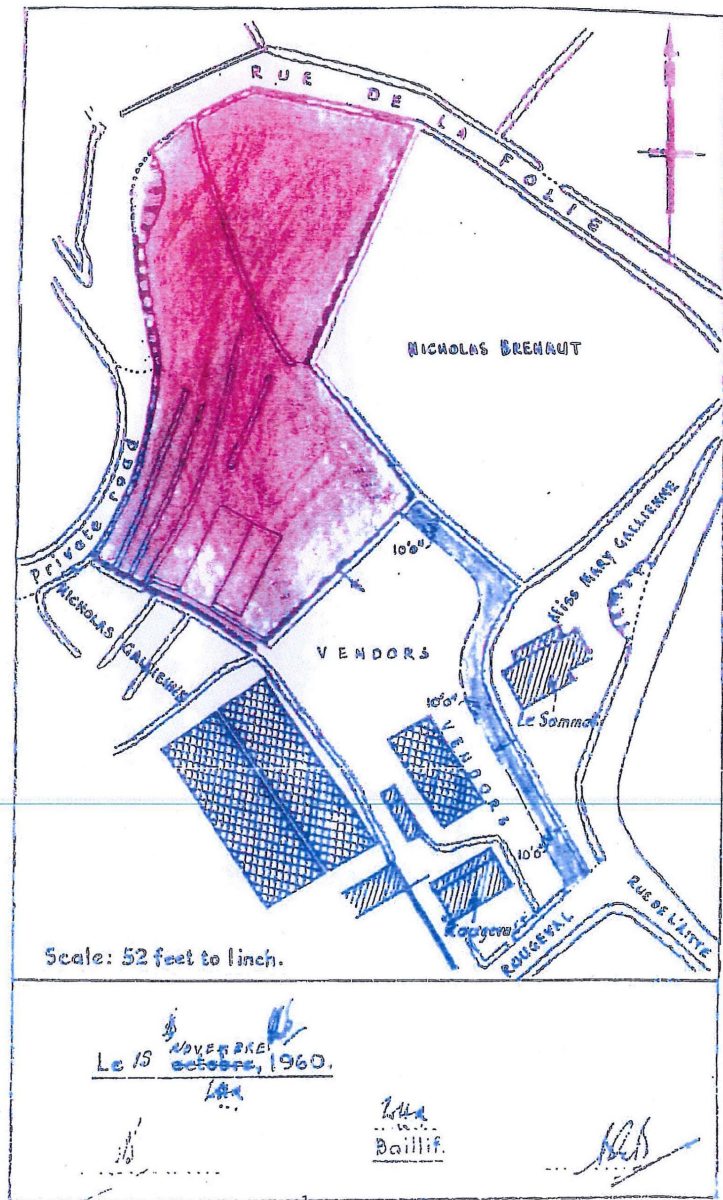 RUE DE LA FOLIE
NICHOLAS BREHAUT
Private road
NICHOLAS GALLIENNE
10'0"
Miss MARY GALLIENNE
VENDORS
Le Sommet
10'0"
VENDORS
10'0"
Rougeval
ROUGEVAL
RUE DE L'
Scale: 52 feet to 1 inch.
NOVEMBRE
Le 15 octobre, 1960.
Baillif.